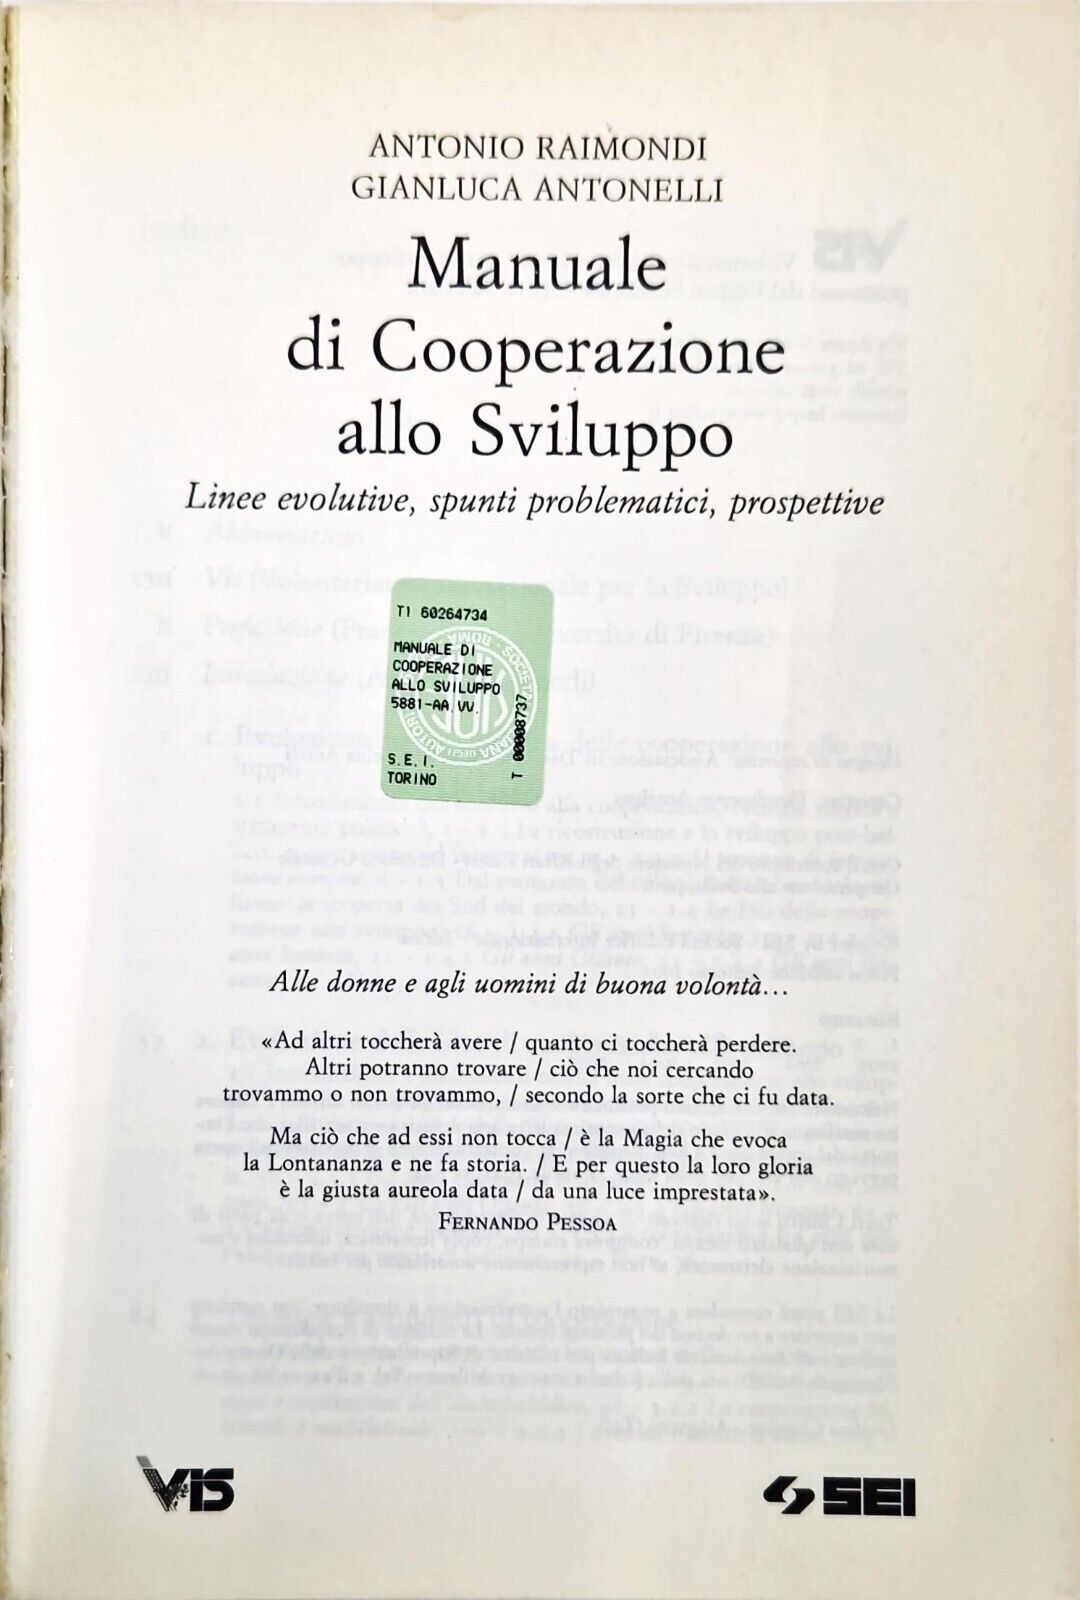 ANTONIO RAIMONDI
GIANLUCA ANTONELLI
Manuale
di Cooperazione
allo Sviluppo
Linee evolutive, spunti problematici, prospettive
T1 60264734
MANUALE DI
COOPERAZIONE
ALLO SVILUPPO
5881-AA.VV.
S.E.I.
TORINO
T 00008737
Alle donne e agli uomini di buona volontà...
«Ad altri toccherà avere / quanto ci toccherà perdere.
Altri potranno trovare / ciò che noi cercando
trovammo o non trovammo, / secondo la sorte che ci fu data.
Ma ciò che ad essi non tocca / è la Magia che evoca
la Lontananza e ne fa storia. / E per questo la loro gloria
è la giusta aureola data / da una luce imprestata».
FERNANDO PESSOA
VIS
SEI